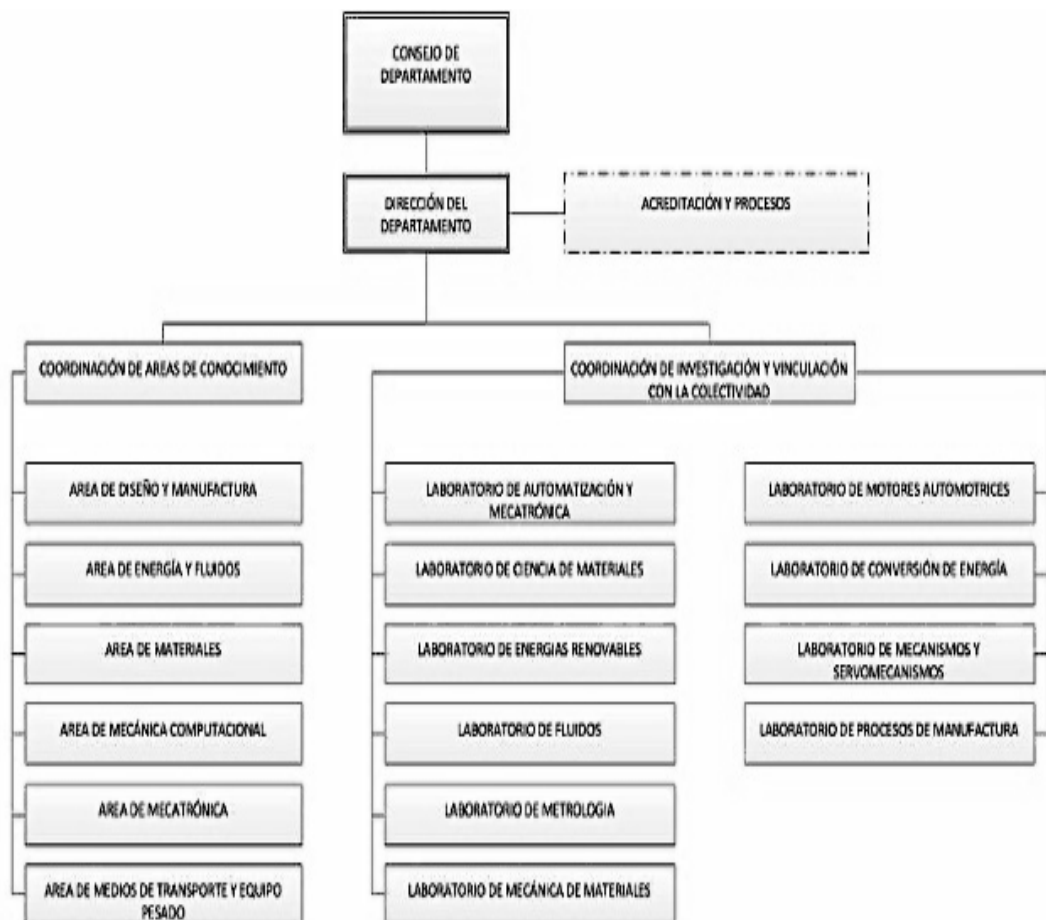 CONSEJO DE
DEPARTAMENTO
DIRECCIÓN DEL
DEPARTAMENTO
ACREDITACIÓN Y PROCESOS
COORDINACIÓN DE AREAS DE CONOCIMIENTO
COORDINACIÓN DE INVESTIGACIÓN Y VINCULACIÓN
CON LA COLECTIVIDAD
AREA DE DISEÑO Y MANUFACTURA
AREA DE ENERGÍA Y FLUIDOS
AREA DE MATERIALES
AREA DE MECÁNICA COMPUTACIONAL
AREA DE MECATRÓNICA
AREA DE MEDIOS DE TRANSPORTE Y EQUIPO
PESADO
LABORATORIO DE AUTOMATIZACIÓN Y
MECATRÓNICA
LABORATORIO DE CIENCIA DE MATERIALES
LABORATORIO DE ENERGIAS RENOVABLES
LABORATORIO DE FLUIDOS
LABORATORIO DE METROLOGIA
LABORATORIO DE MECÁNICA DE MATERIALES
LABORATORIO DE MOTORES AUTOMOTRICES
LABORATORIO DE CONVERSIÓN DE ENERGÍA
LABORATORIO DE MECANISMOS Y
SERVOMECANISMOS
LABORATORIO DE PROCESOS DE MANUFACTURA